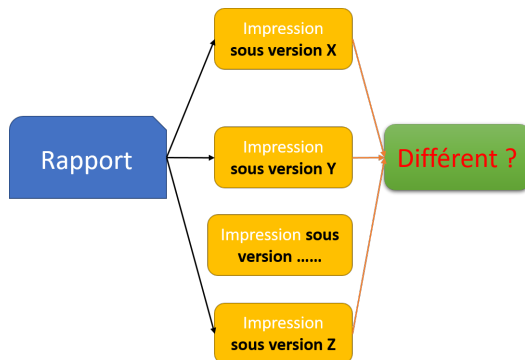 Impression
sous version X
Rapport
Impression
sous version Y
Différent ?
Impression sous
version ......
Impression
sous version Z